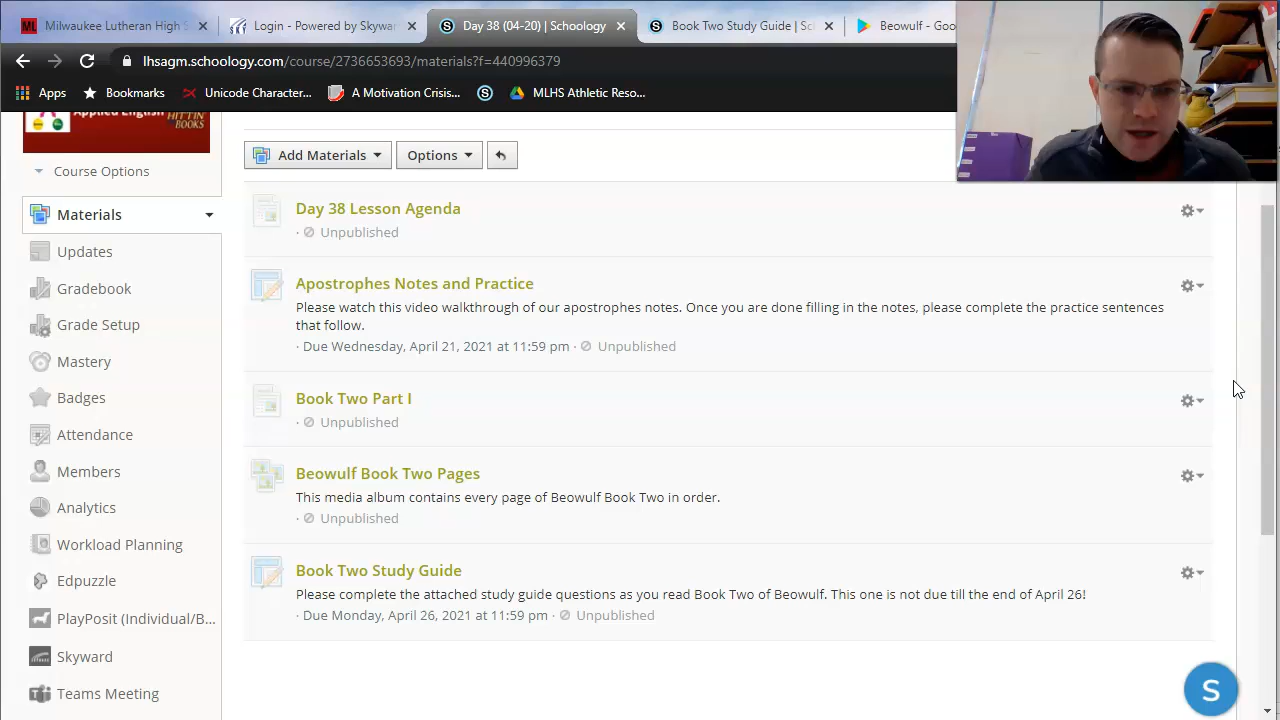 Milwaukee Lutheran High S
Login - Powered by Skywar
Day 38 (04-20) | Schoology
Book Two Study Guide | Sc
Beowulf - Goo
lhsagm.schoology.com/course/2736653693/materials?f=440996379
Apps
Bookmarks
Unicode Character...
A Motivation Crisis...
MLHS Athletic Reso...
Applied English
HITTIN' BOOKS
Course Options
Materials
Updates
Gradebook
Grade Setup
Mastery
Badges
Attendance
Members
Analytics
Workload Planning
Edpuzzle
PlayPosit (Individual/B...
Skyward
Teams Meeting
Add Materials
Options
Day 38 Lesson Agenda
· Unpublished
Apostrophes Notes and Practice
Please watch this video walkthrough of our apostrophes notes. Once you are done filling in the notes, please complete the practice sentences
that follow.
· Due Wednesday, April 21, 2021 at 11:59 pm · Unpublished
Book Two Part I
· Unpublished
Beowulf Book Two Pages
This media album contains every page of Beowulf Book Two in order.
· Unpublished
Book Two Study Guide
Please complete the attached study guide questions as you read Book Two of Beowulf. This one is not due till the end of April 26!
· Due Monday, April 26, 2021 at 11:59 pm · Unpublished
S